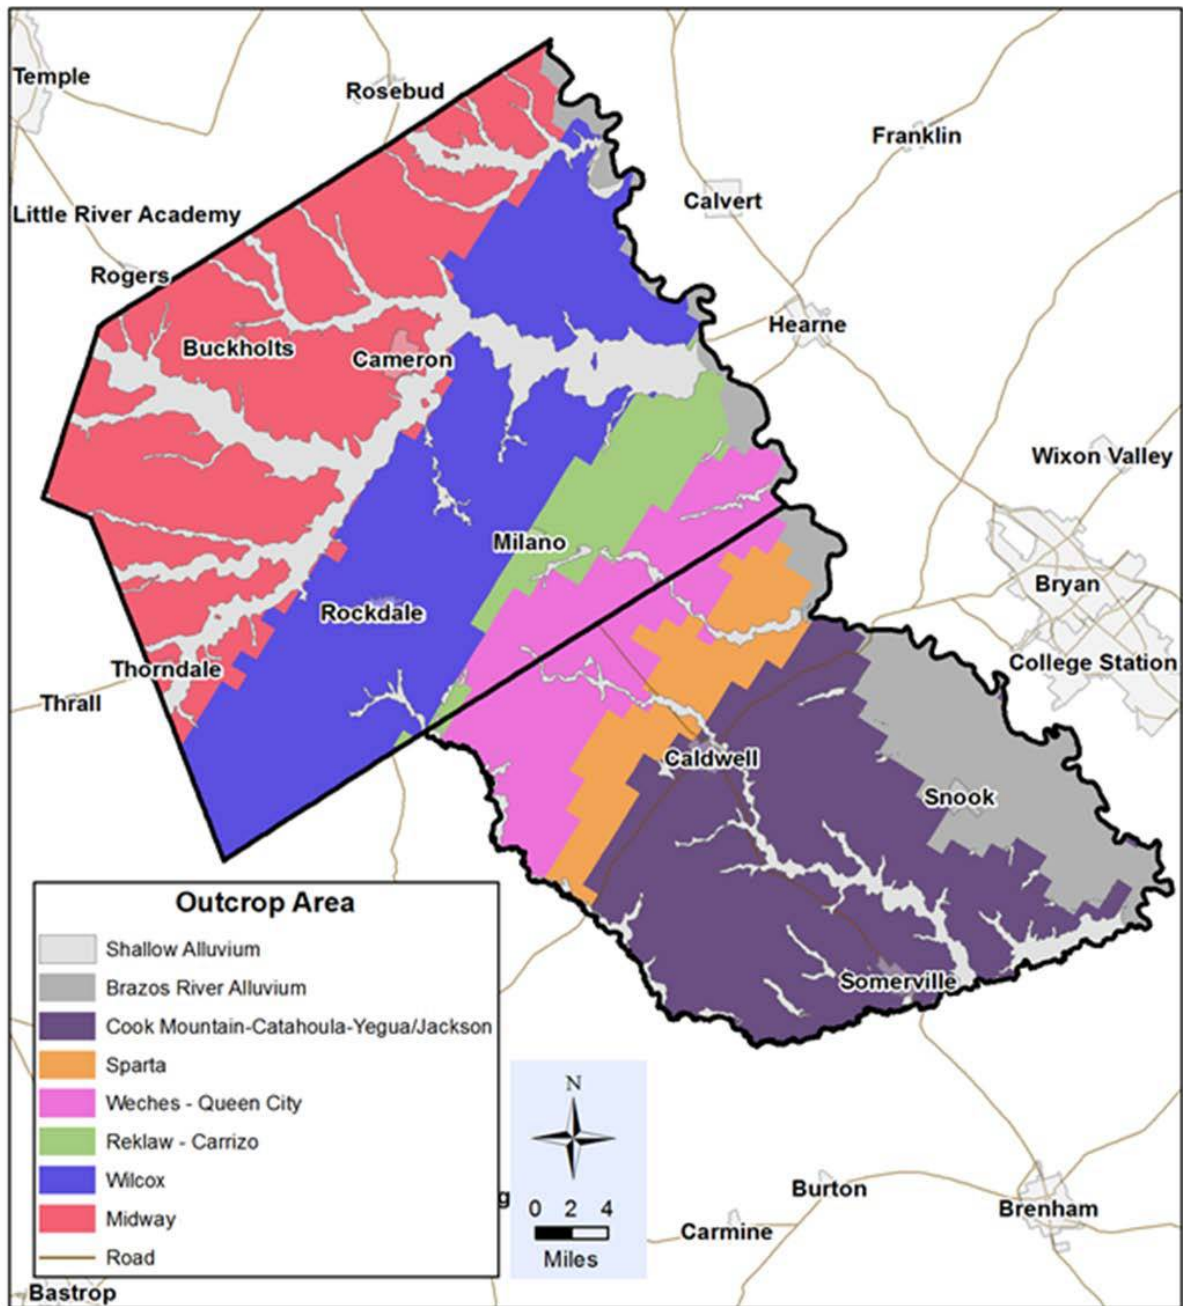 Temple
Rosebud
Franklin
Calvert
Little River Academy
Rogers
Hearne
Buckholts
Cameron
Wixon Valley
Milano
Bryan
Rockdale
College Station
Thorndale
Thrall
Caldwell
Snook
Outcrop Area
Shallow Alluvium
Brazos River Alluvium
Cook Mountain-Catahoula-Yegua/Jackson
Sparta
Weches - Queen City
Reklaw - Carrizo
Wilcox
Midway
Road
Somerville
N
0 2 4
Miles
g
Burton
Brenham
Carmine
Bastrop